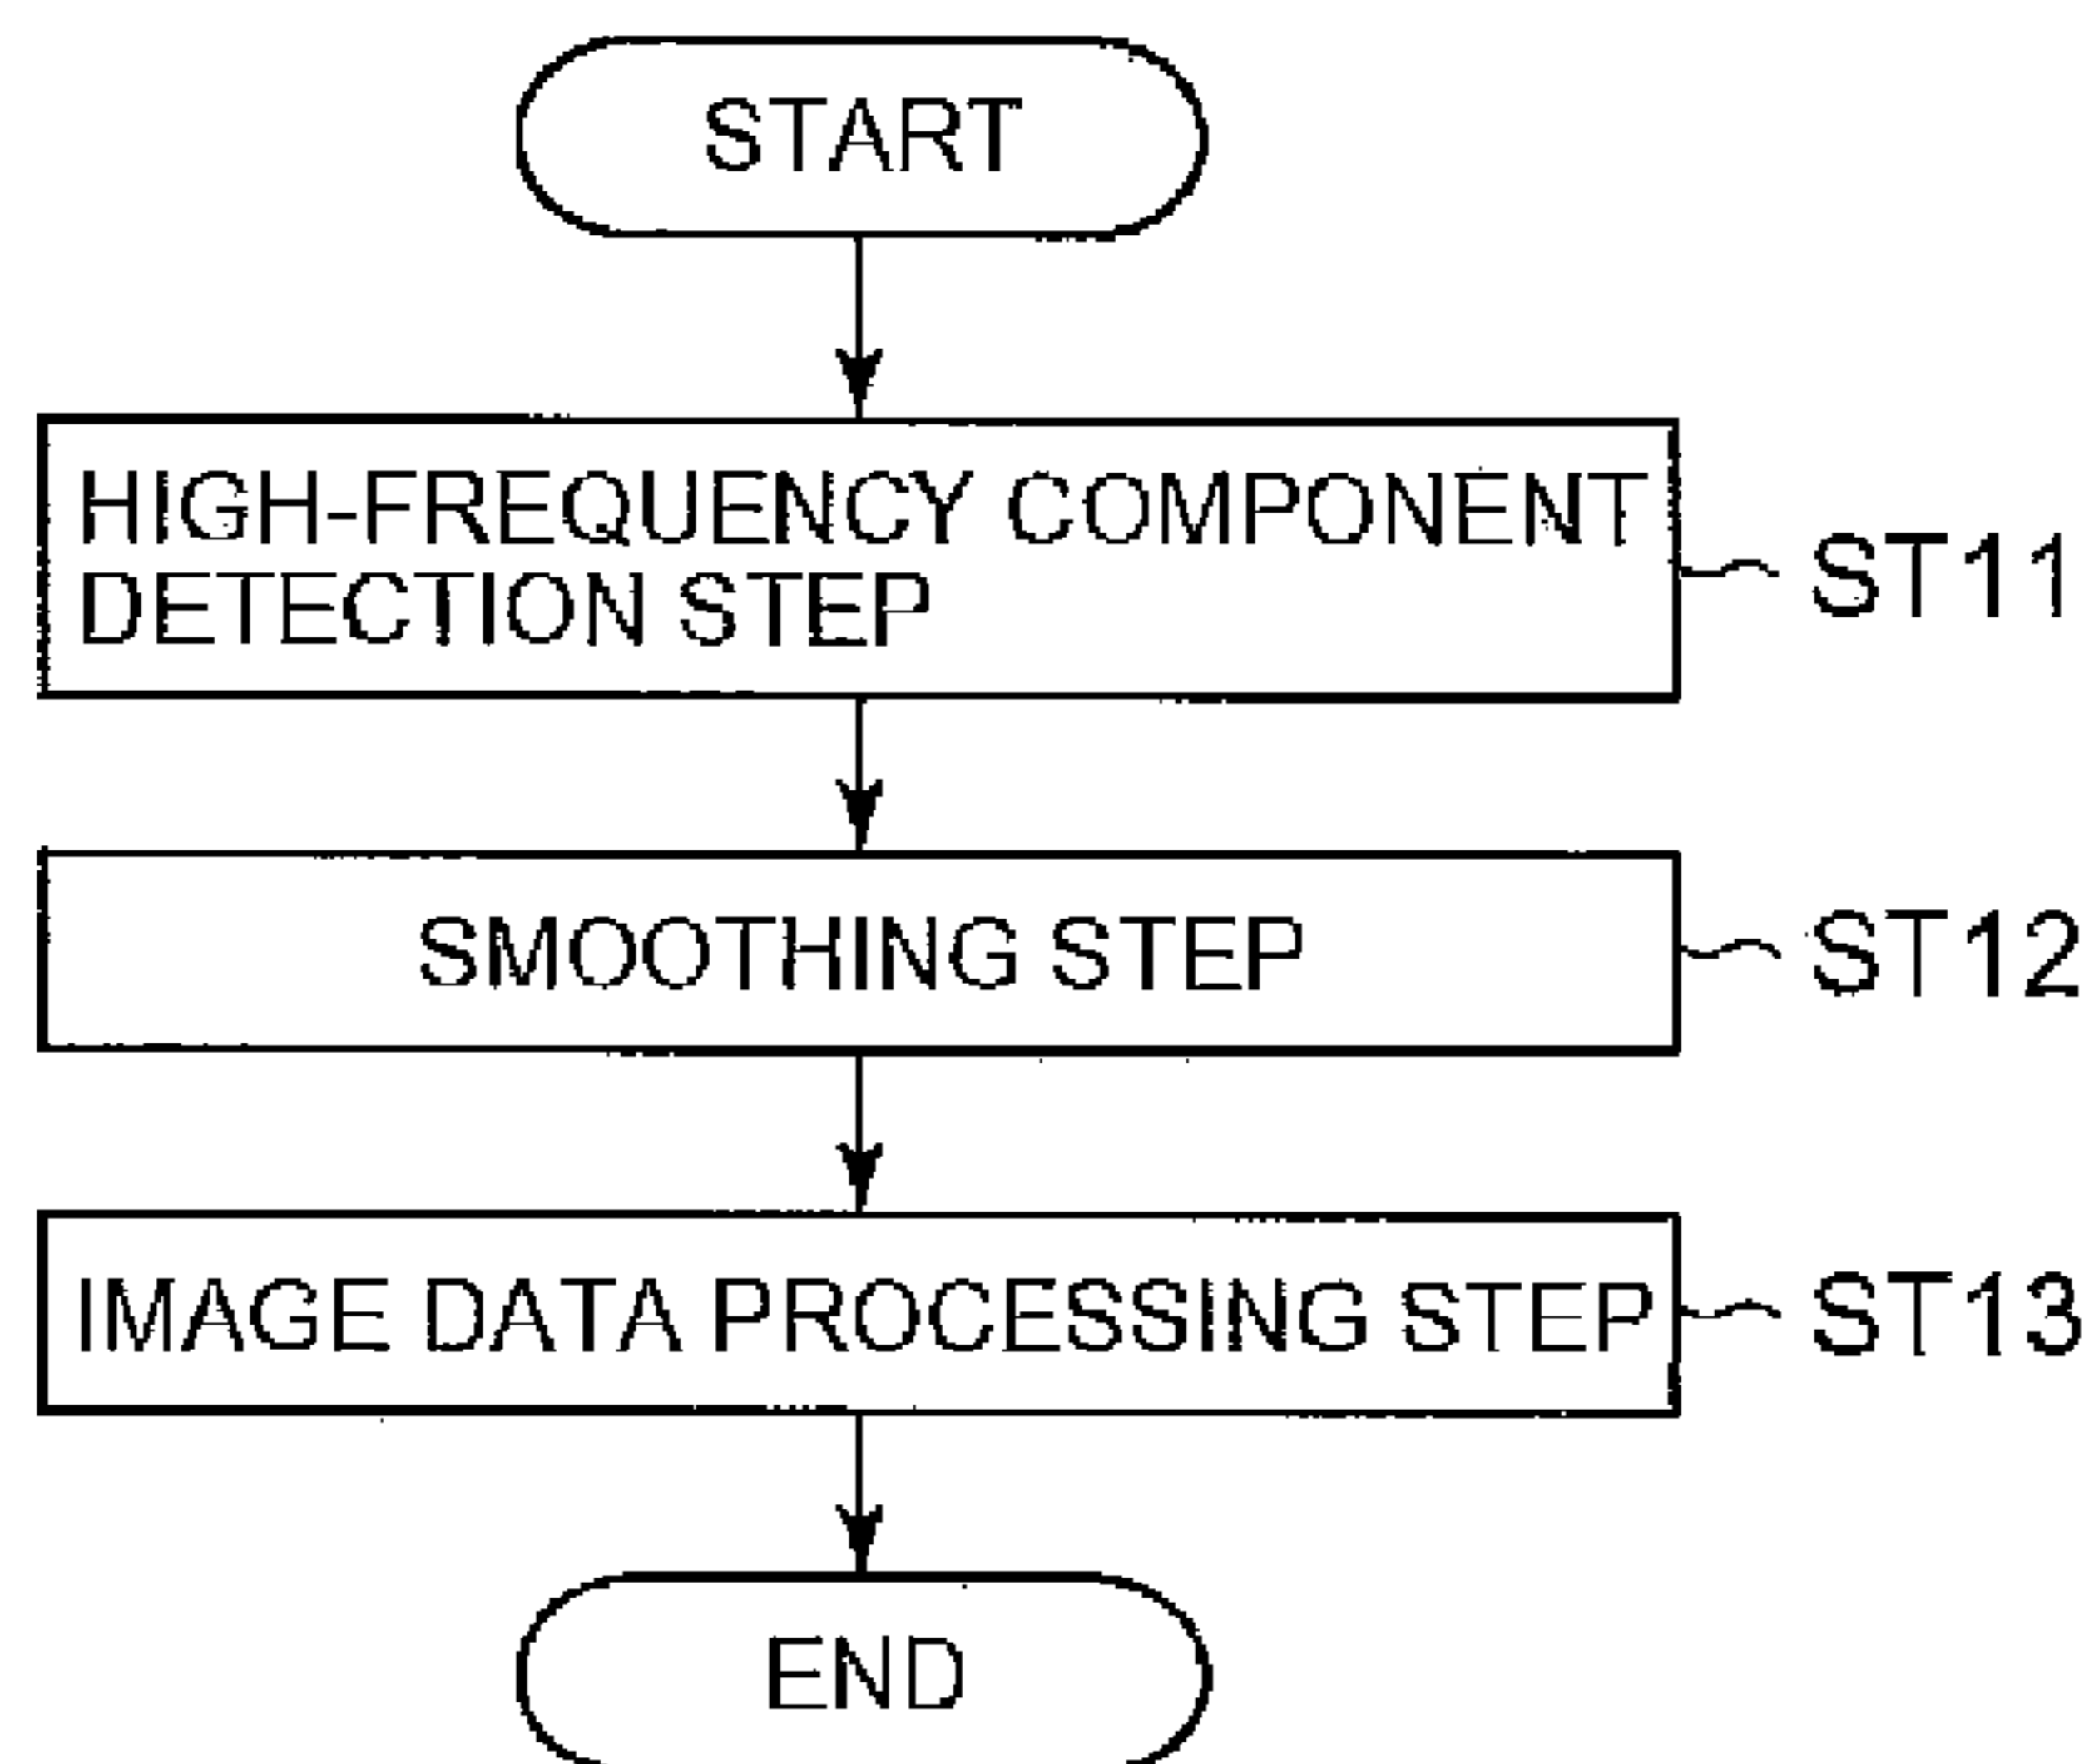 START
HIGH-FREQUENCY COMPONENT
DETECTION STEP
ST11
SMOOTHING STEP
ST12
IMAGE DATA PROCESSING STEP
ST13
END